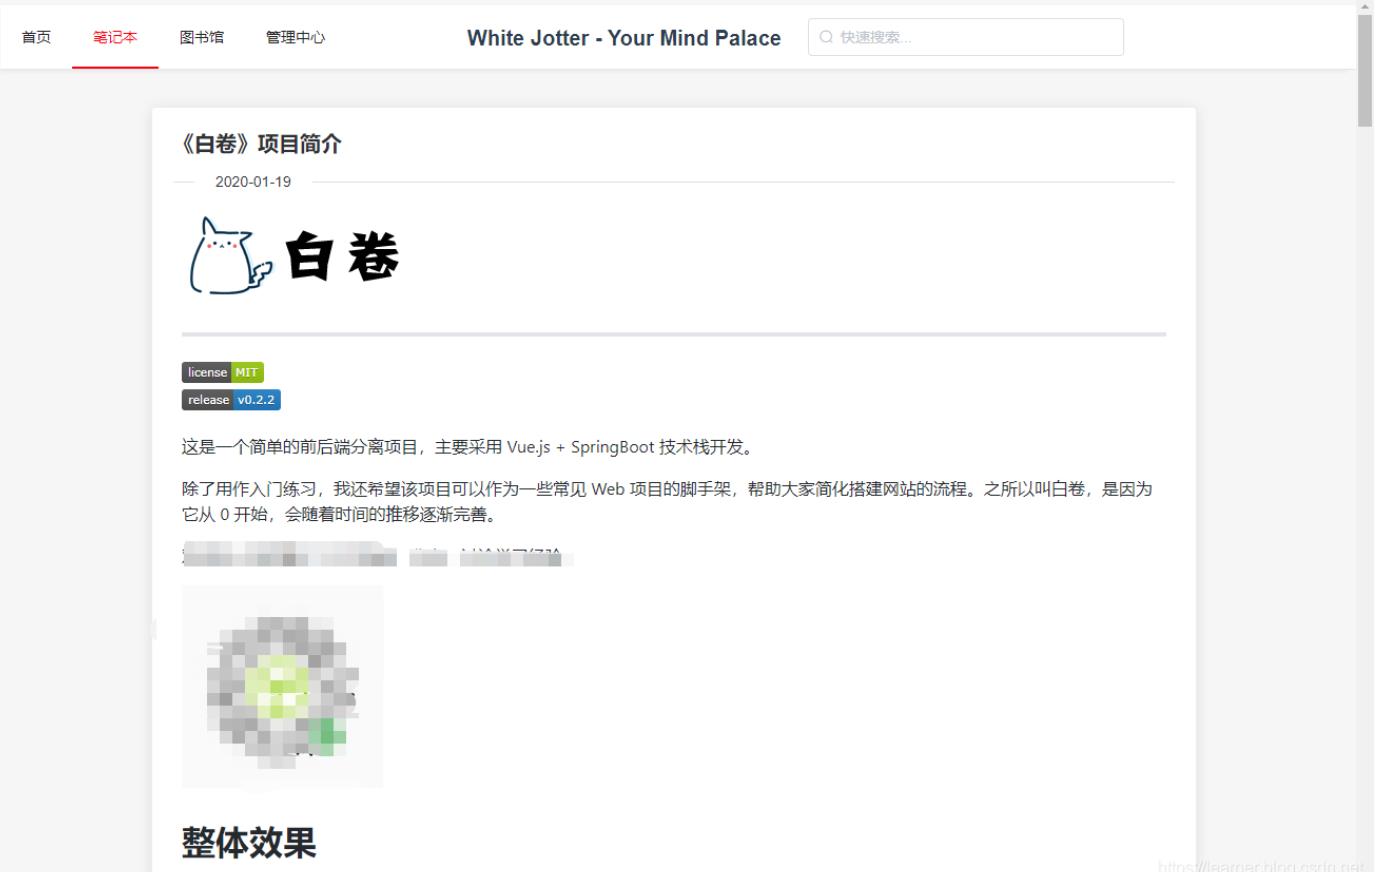 首页 笔记本 图书馆 管理中心 White Jotter - Your Mind Palace 快速搜索...
《白卷》项目简介
2020-01-19
白卷
license MIT
release v0.2.2
这是一个简单的前后端分离项目，主要采用 Vue.js + SpringBoot 技术栈开发。
除了用作入门练习，我还希望该项目可以作为一些常见 Web 项目的脚手架，帮助大家简化搭建网站的流程。之所以叫白卷，是因为
它从 0 开始，会随着时间的推移逐渐完善。
整体效果
https://learner.blog.csdn.net